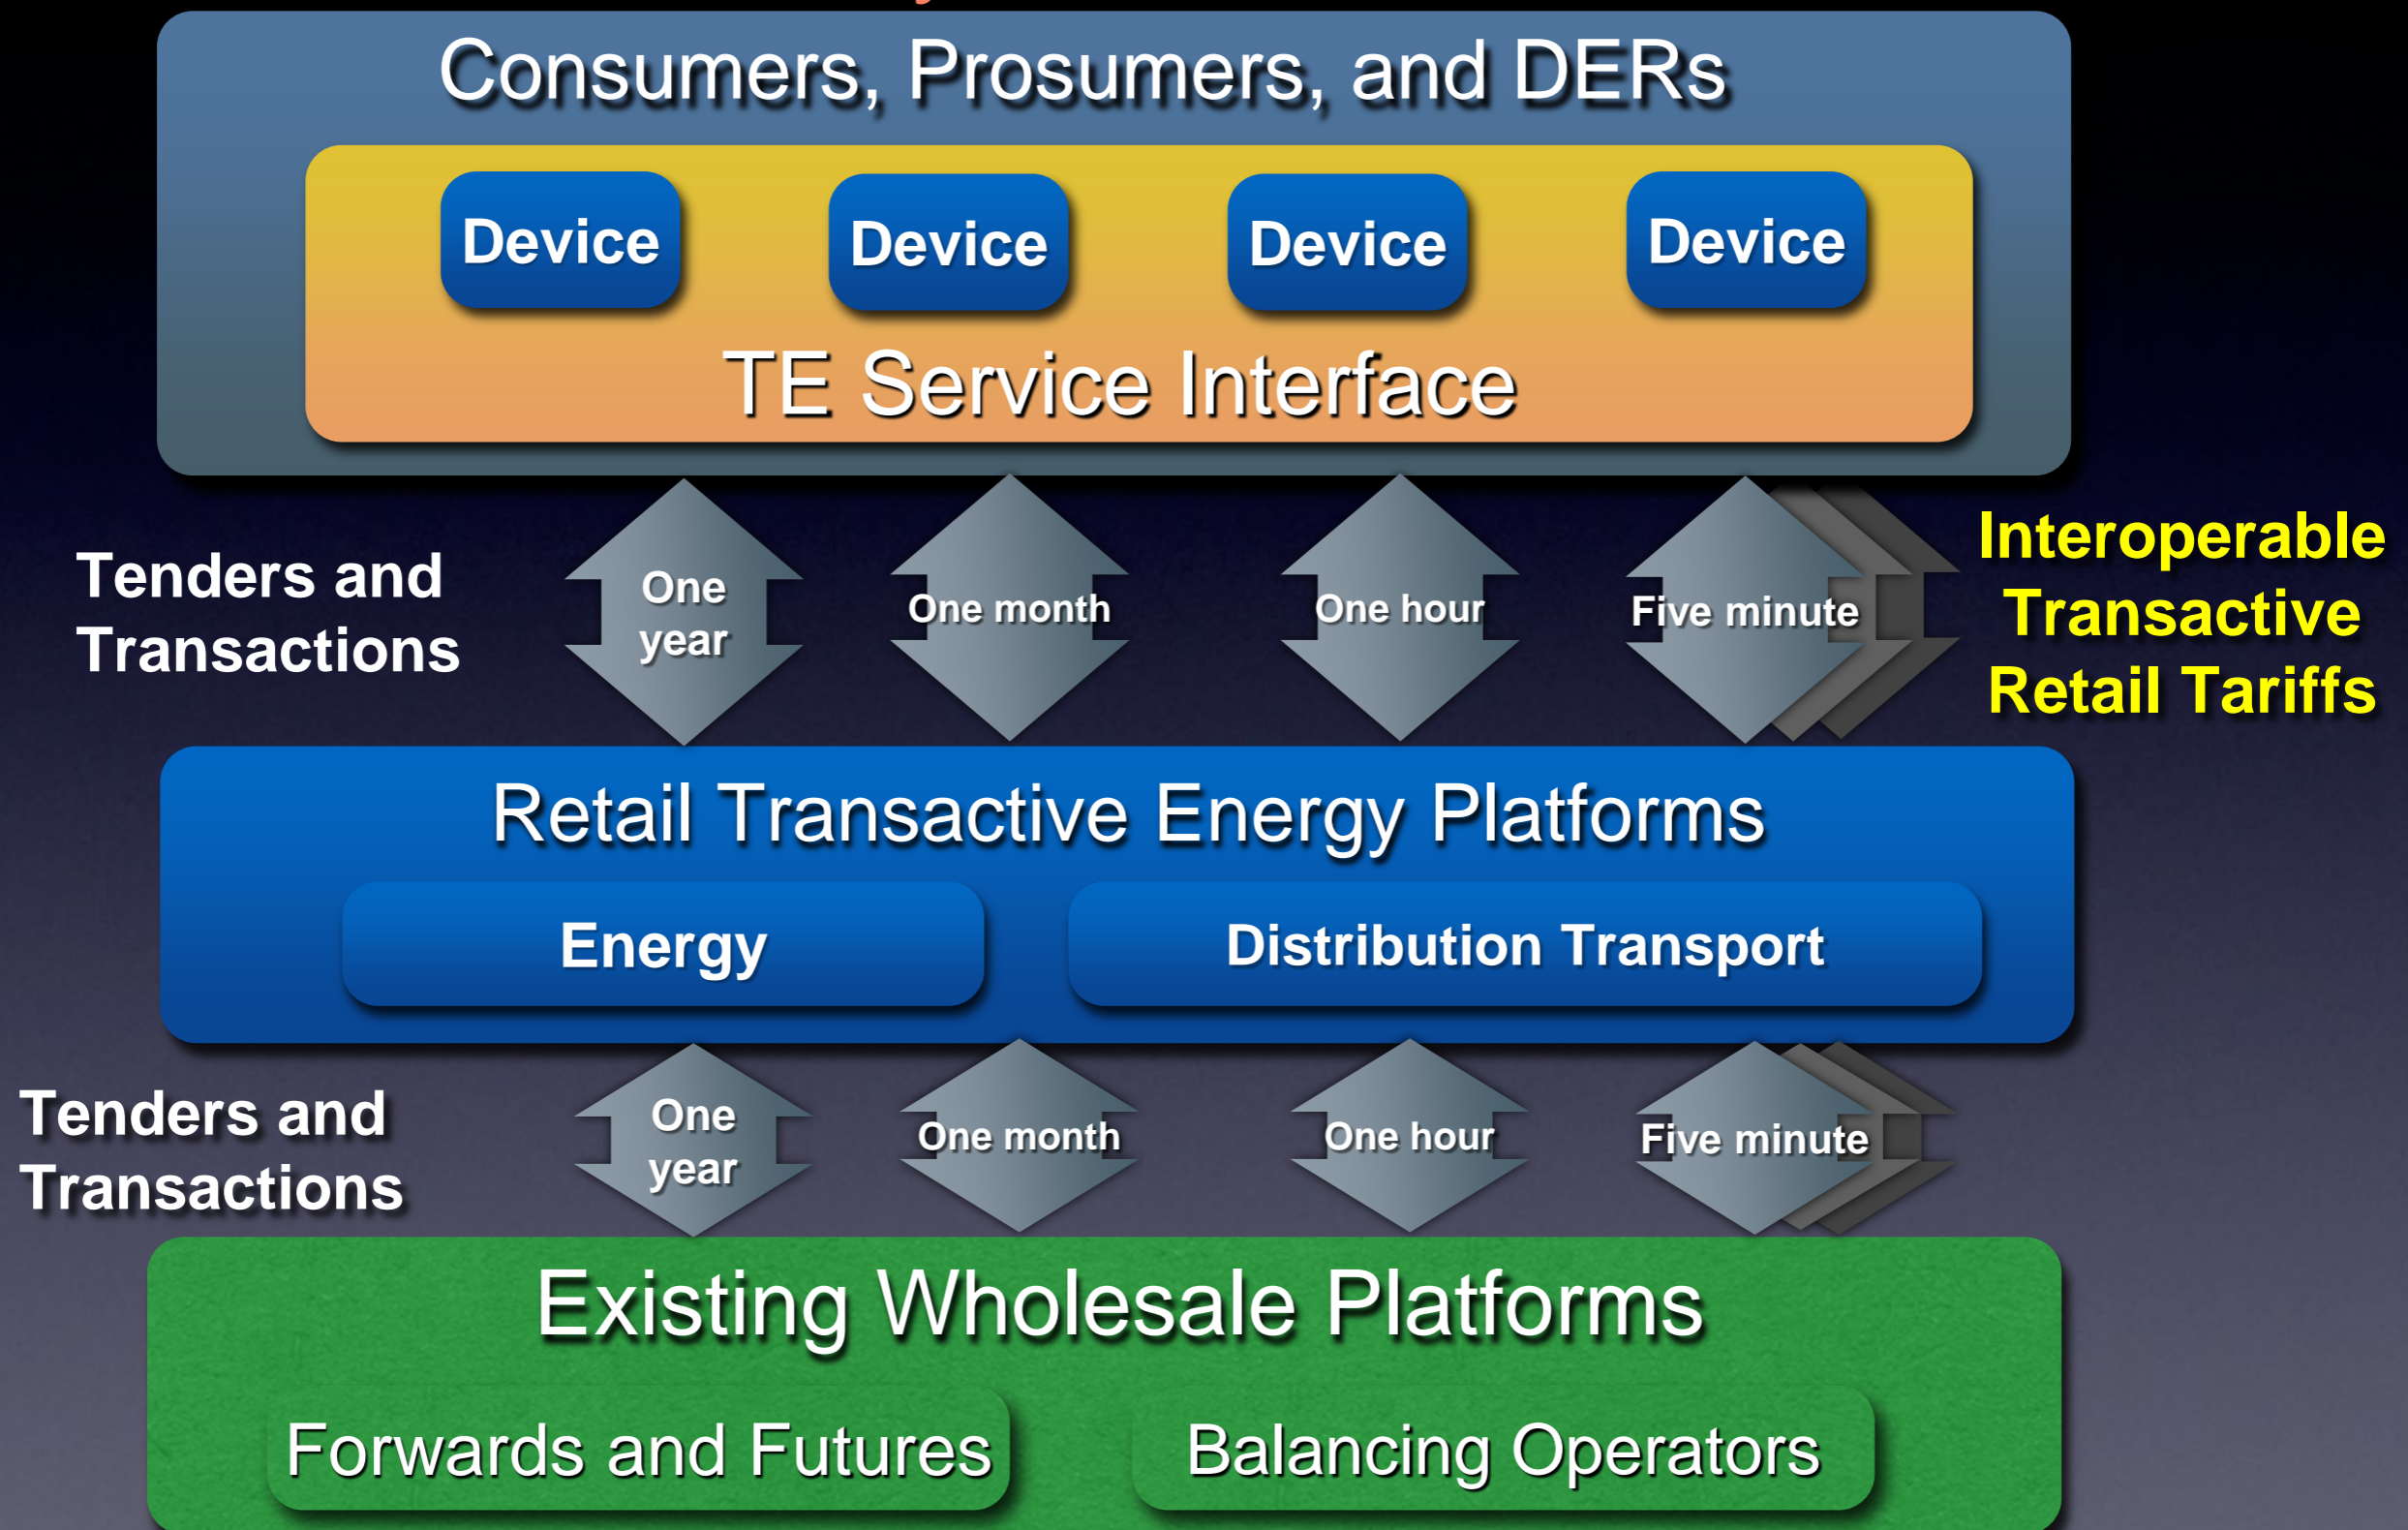 Consumers, Prosumers, and DERs
Device
Device
Device
Device
TE Service Interface
Tenders and
Transactions
One
year
One month
One hour
Five minute
Interoperable
Transactive
Retail Tariffs
Retail Transactive Energy Platforms
Energy
Distribution Transport
Tenders and
Transactions
One
year
One month
One hour
Five minute
Existing Wholesale Platforms
Forwards and Futures
Balancing Operators